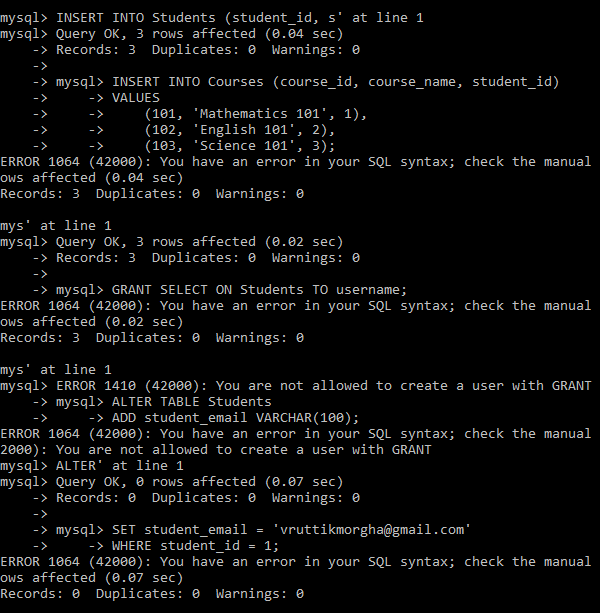 mysql> INSERT INTO Students (student_id, s' at line 1
mysql> Query OK, 3 rows affected (0.04 sec)
    -> Records: 3  Duplicates: 0  Warnings: 0
    ->
    -> mysql> INSERT INTO Courses (course_id, course_name, student_id)
    ->     -> VALUES
    ->     ->     (101, 'Mathematics 101', 1),
    ->     ->     (102, 'English 101', 2),
    ->     ->     (103, 'Science 101', 3);
ERROR 1064 (42000): You have an error in your SQL syntax; check the manual
ows affected (0.04 sec)
Records: 3  Duplicates: 0  Warnings: 0
mys' at line 1
mysql> Query OK, 3 rows affected (0.02 sec)
    -> Records: 3  Duplicates: 0  Warnings: 0
    ->
    -> mysql> GRANT SELECT ON Students TO username;
ERROR 1064 (42000): You have an error in your SQL syntax; check the manual
ows affected (0.02 sec)
Records: 3  Duplicates: 0  Warnings: 0
mys' at line 1
mysql> ERROR 1410 (42000): You are not allowed to create a user with GRANT
    -> mysql> ALTER TABLE Students
    ->     -> ADD student_email VARCHAR(100);
ERROR 1064 (42000): You have an error in your SQL syntax; check the manual
2000): You are not allowed to create a user with GRANT
mysql> ALTER' at line 1
mysql> Query OK, 0 rows affected (0.07 sec)
    -> Records: 0  Duplicates: 0  Warnings: 0
    ->
    -> mysql> SET student_email = 'vruttikmorgha@gmail.com'
    ->     -> WHERE student_id = 1;
ERROR 1064 (42000): You have an error in your SQL syntax; check the manual
ows affected (0.07 sec)
Records: 0  Duplicates: 0  Warnings: 0